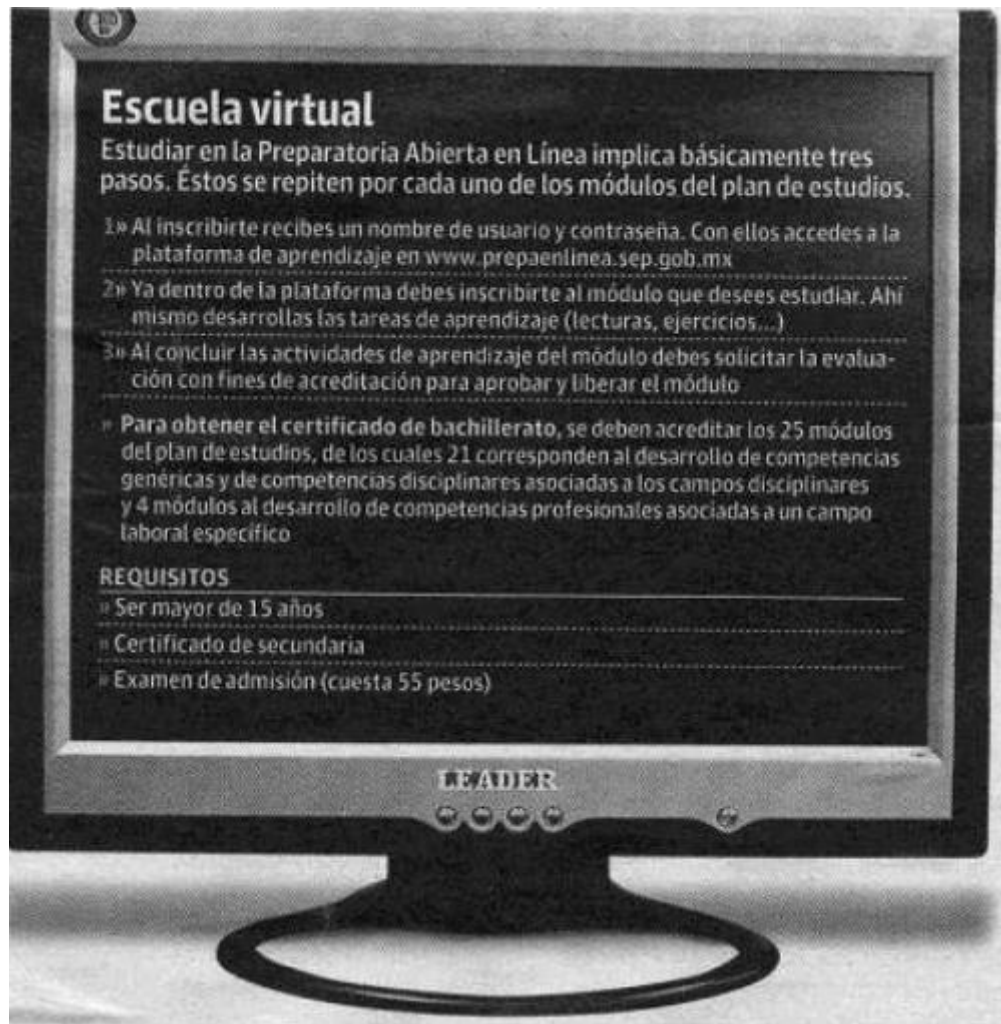 Escuela virtual
Estudiar en la Preparatoria Abierta en Línea implica básicamente tres
pasos. Éstos se repiten por cada uno de los módulos del plan de estudios.
1» Al inscribirte recibes un nombre de usuario y contraseña. Con ellos accedes a la
plataforma de aprendizaje en www.prepaenlinea.sep.gob.mx
2» Ya dentro de la plataforma debes inscribirte al módulo que desees estudiar. Ahí
mismo desarrollas las tareas de aprendizaje (lecturas, ejercicios...)
3» Al concluir las actividades de aprendizaje del módulo debes solicitar la evalua-
ción con fines de acreditación para aprobar y liberar el módulo
» Para obtener el certificado de bachillerato, se deben acreditar los 25 módulos
del plan de estudios, de los cuales 21 corresponden al desarrollo de competencias
genéricas y de competencias disciplinares asociadas a los campos disciplinares
y 4 módulos al desarrollo de competencias profesionales asociadas a un campo
laboral específico
REQUISITOS
» Ser mayor de 15 años
» Certificado de secundaria
» Examen de admisión (cuesta 55 pesos)
LEADER